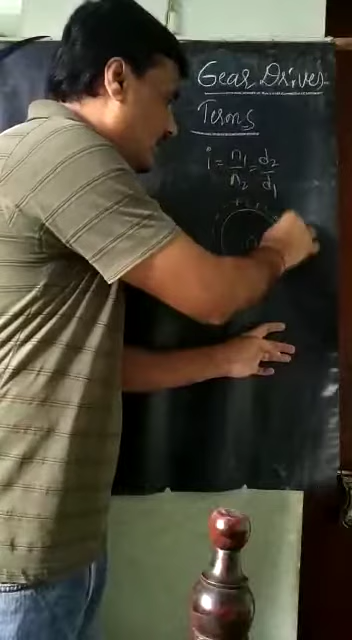 Gear Drives
Terms
i = n1/n2 = d2/d1